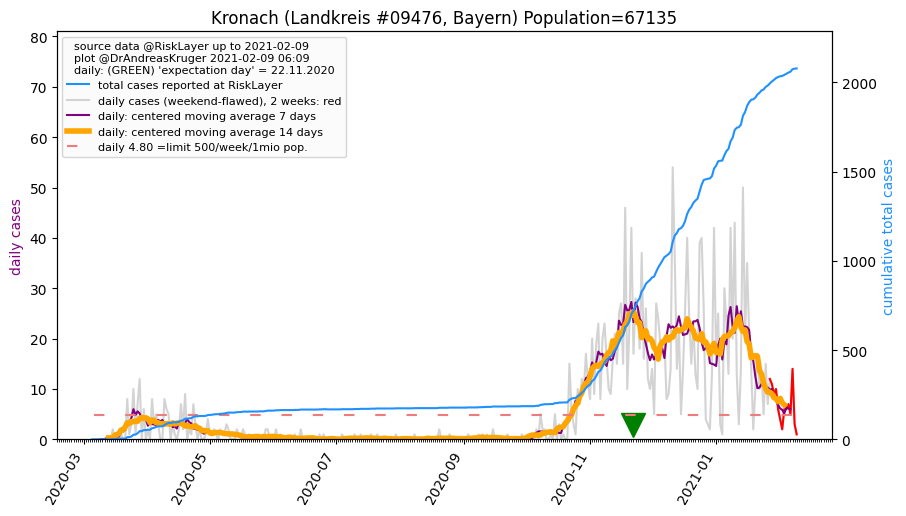 Kronach (Landkreis #09476, Bayern) Population=67135
source data @RiskLayer up to 2021-02-09
plot @DrAndreasKruger 2021-02-09 06:09
daily: (GREEN) 'expectation day' = 22.11.2020
total cases reported at RiskLayer
daily cases (weekend-flawed), 2 weeks: red
daily: centered moving average 7 days
daily: centered moving average 14 days
daily 4.80 =limit 500/week/1mio pop.
daily cases
80
70
60
50
40
30
20
10
0
cumulative total cases
2000
1500
1000
500
0
2020-03
2020-05
2020-07
2020-09
2020-11
2021-01